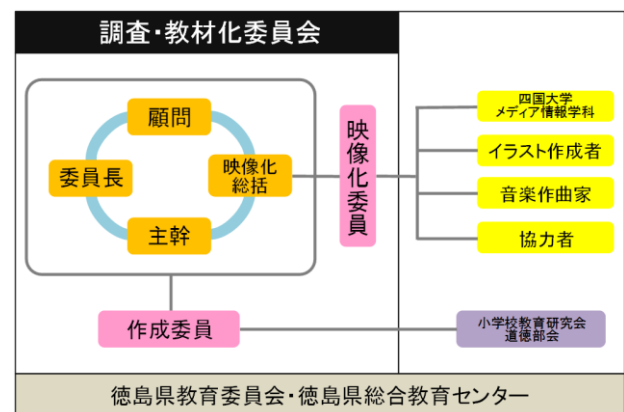 調査・教材化委員会
顧問
委員長
映像化
総括
主幹
映像化委員
四国大学
メディア情報学科
イラスト作成者
音楽作曲家
協力者
作成委員
小学校教育研究会
道徳部会
徳島県教育委員会・徳島県総合教育センター